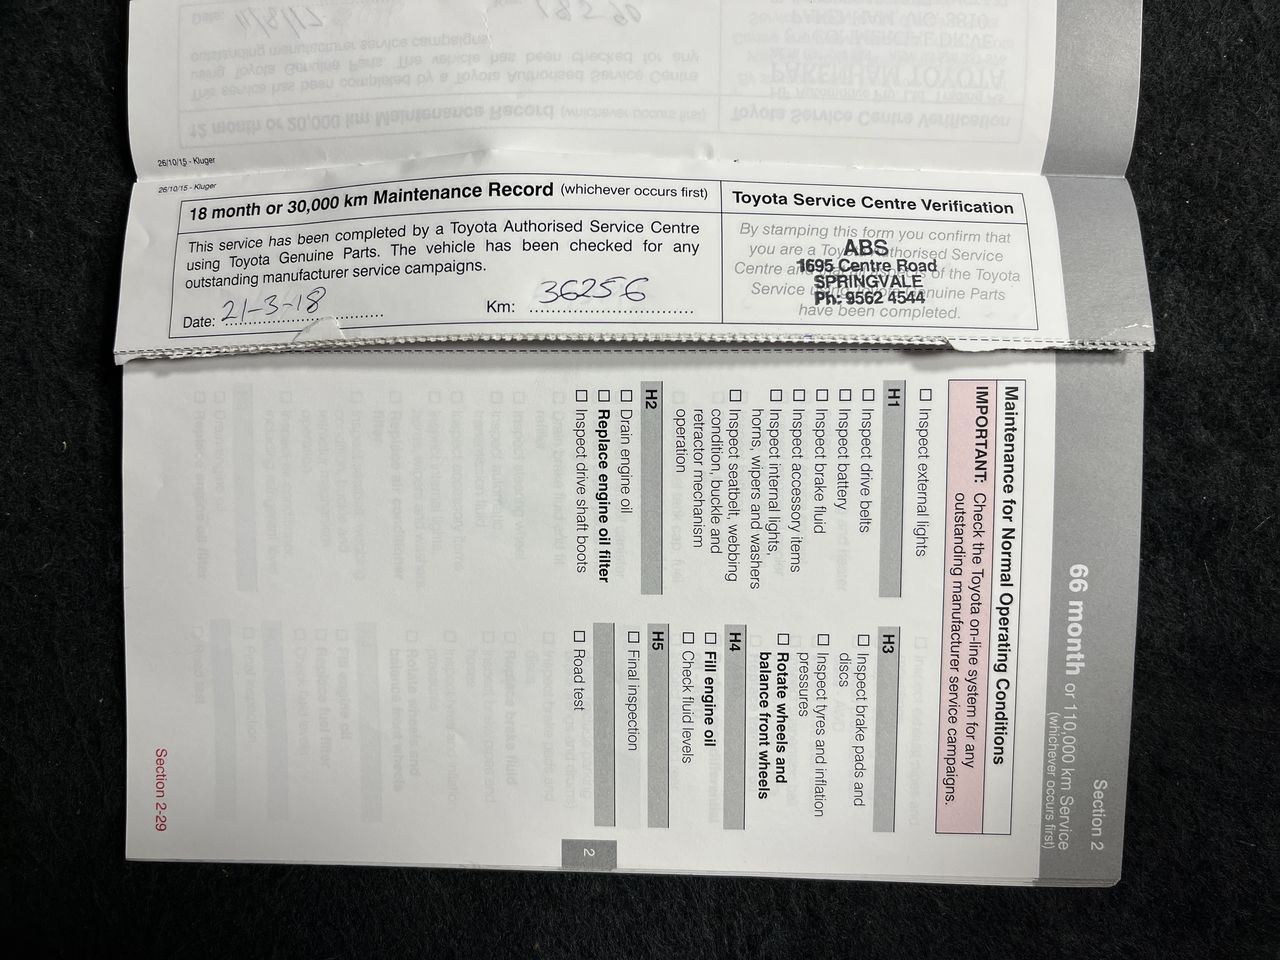 26/10/15 - Kluger
26/10/15 - Kluger
18 month or 30,000 km Maintenance Record (whichever occurs first)
This service has been completed by a Toyota Authorised Service Centre
using Toyota Genuine Parts. The vehicle has been checked for any
outstanding manufacturer service campaigns.
Date: 21-3-18 Km: 36256
Toyota Service Centre Verification
By stamping this form you confirm that
you are a Toyota Authorised Service
Centre and of the Toyota
Service Genuine Parts
have been completed.
ABS
1695 Centre Road
SPRINGVALE
Ph: 9562 4544
Section 2
66 month or 110,000 km Service
(whichever occurs first)
Maintenance for Normal Operating Conditions
IMPORTANT: Check the Toyota on-line system for any
outstanding manufacturer service campaigns.
Inspect external lights
H1
Inspect drive belts
Inspect battery
Inspect brake fluid
Inspect accessory items
Inspect internal lights,
horns, wipers and washers
Inspect seatbelt, webbing
condition, buckle and
retractor mechanism
operation
H2
Drain engine oil
Replace engine oil filter
Inspect drive shaft boots
H3
Inspect brake pads and
discs
Inspect tyres and inflation
pressures
Rotate wheels and
balance front wheels
H4
Fill engine oil
Check fluid levels
H5
Final inspection
Road test
2
Section 2-29